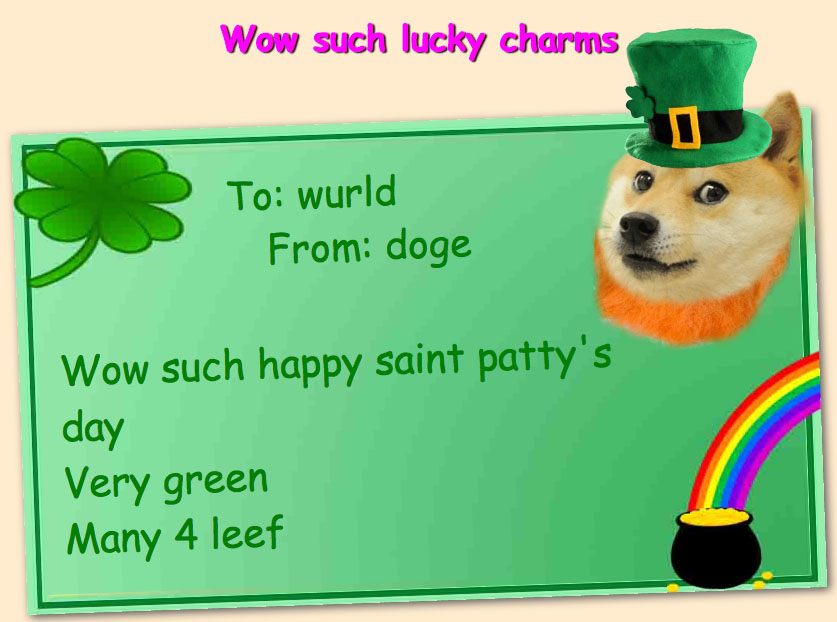 Wow such lucky charms
To: wurld
From: doge
Wow such happy saint patty's
day
Very green
Many 4 leef